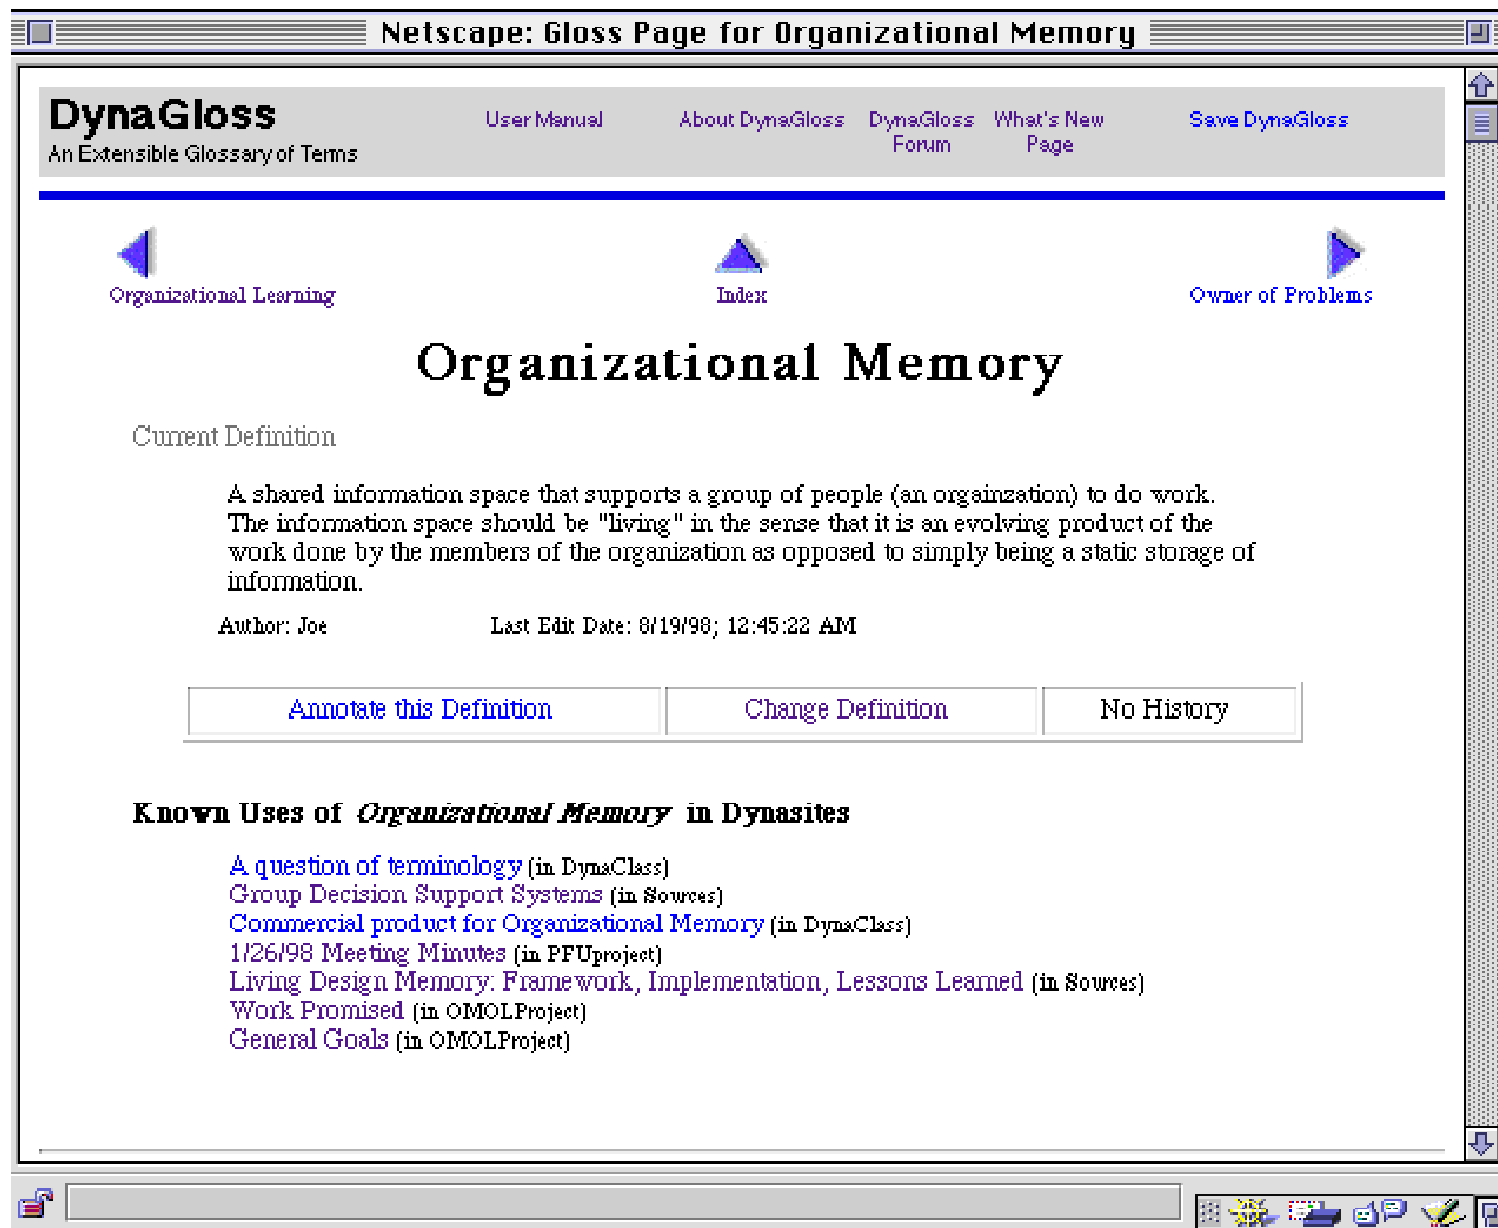 Netscape: Gloss Page for Organizational Memory
DynaGloss
An Extensible Glossary of Terms
User Manual
About DynaGloss
DynaGloss
Forum
What's New
Page
Save DynaGloss
Organizational Learning
Index
Owner of Problems
Organizational Memory
Current Definition
A shared information space that supports a group of people (an orgainzation) to do work.
The information space should be "living" in the sense that it is an evolving product of the
work done by the members of the organization as opposed to simply being a static storage of
information.
Author: Joe Last Edit Date: 8/19/98; 12:45:22 AM
Annotate this Definition Change Definition No History
Known Uses of Organizational Memory in Dynasites
A question of terminology (in DynaClass)
Group Decision Support Systems (in Sources)
Commercial product for Organizational Memory (in DynaClass)
1/26/98 Meeting Minutes (in PFUproject)
Living Design Memory: Framework, Implementation, Lessons Learned (in Sources)
Work Promised (in OMOLProject)
General Goals (in OMOLProject)